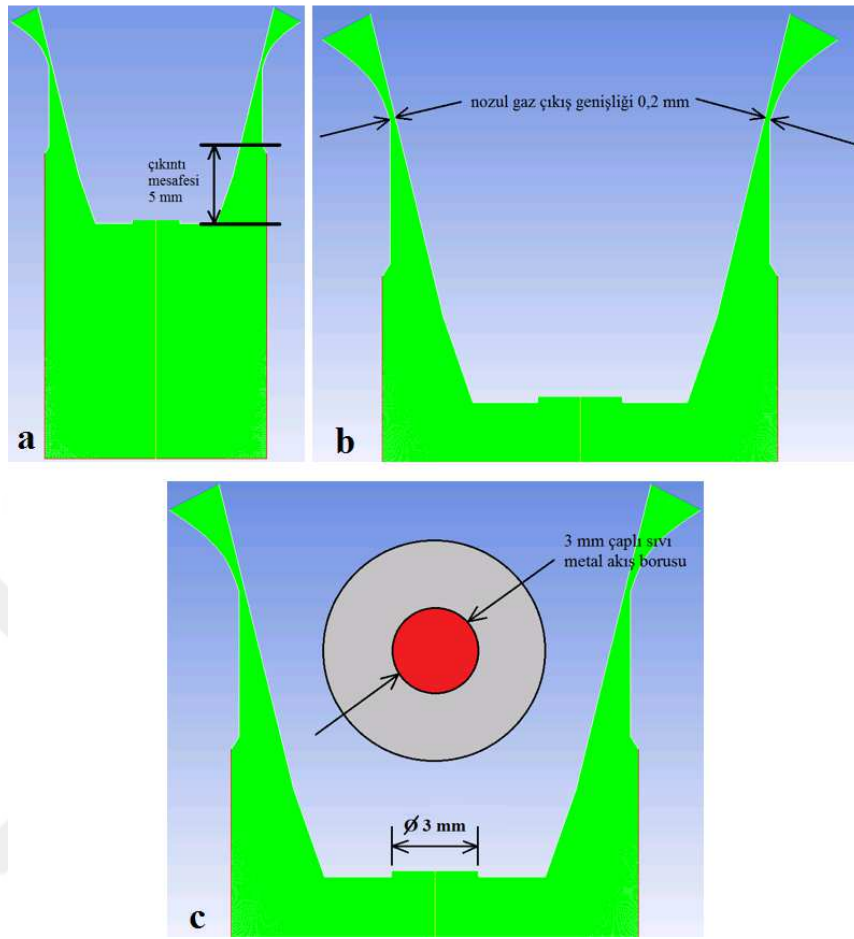 çıkıntı
mesafesi
5 mm
a
nozul gaz çıkış genişliği 0,2 mm
b
3 mm çaplı sıvı
metal akış borusu
Ø 3 mm
c